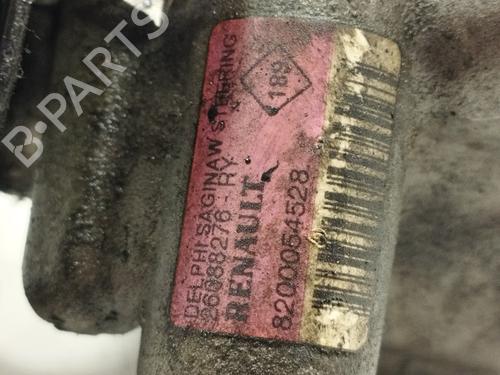 B-PARTS
DELPHI SAGINAW STEERING
26088276 - RY
RENAULT
8200054528
189